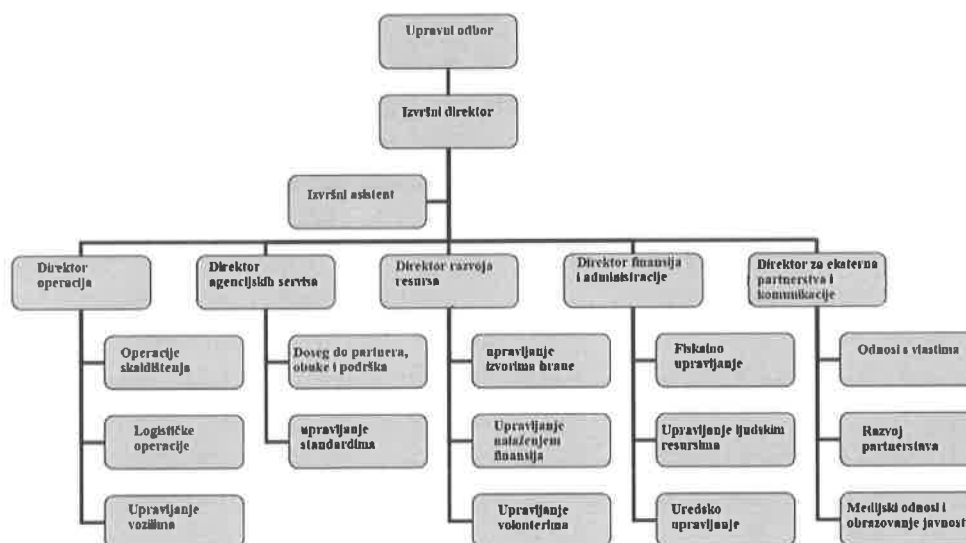 Upravni odbor
Izvršni direktor
Izvršni asistent
Direktor
operacija
Direktor
agencijskih servisa
Direktor razvoja
resursa
Direktor finansija
i administracije
Direktor za eksterna
partnerstva i
komunikacije
Operacije
skaldištenja
Doseg do partnera,
obuke i podrška
upravljanje
izvorima hrane
Fiskalno
upravljanje
Odnosi s vlastima
Logističke
operacije
upravljanje
standardima
Upravljanje
nalaženjem
finansija
Upravljanje ljudskim
resursima
Razvoj
partnerstava
Upravljanje
vozilima
Upravljanje
volonterima
Uredsko
upravljanje
Medijski odnosi i
obrazovanje javnost